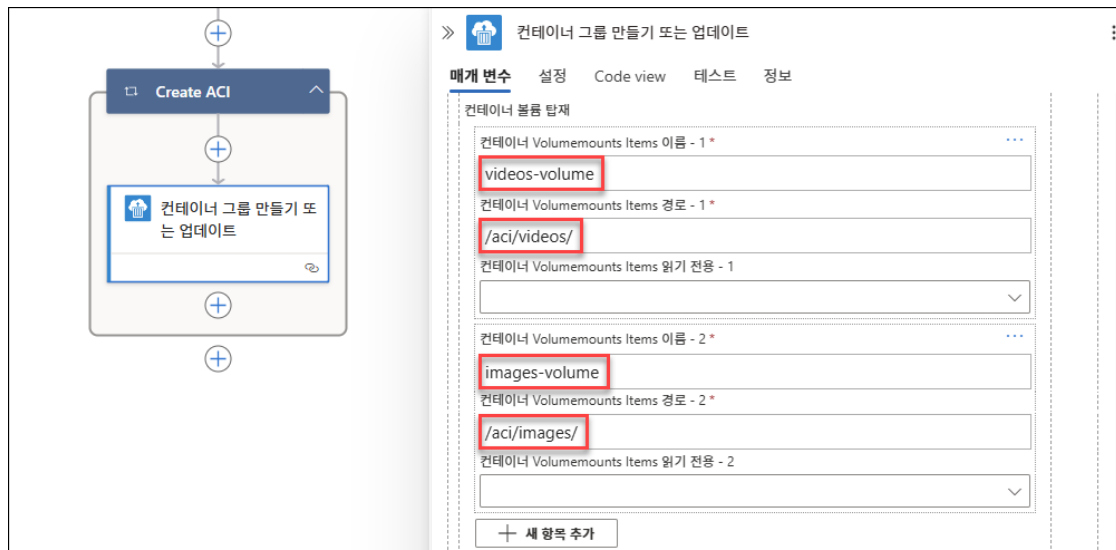 Create ACI
컨테이너 그룹 만들기 또
는 업데이트
컨테이너 그룹 만들기 또는 업데이트
매개 변수 설정 Code view 테스트 정보
컨테이너 볼륨 탑재
컨테이너 Volumemounts Items 이름 - 1 *
videos-volume
컨테이너 Volumemounts Items 경로 - 1 *
/aci/videos/
컨테이너 Volumemounts Items 읽기 전용 - 1
컨테이너 Volumemounts Items 이름 - 2 *
images-volume
컨테이너 Volumemounts Items 경로 - 2 *
/aci/images/
컨테이너 Volumemounts Items 읽기 전용 - 2
새 항목 추가